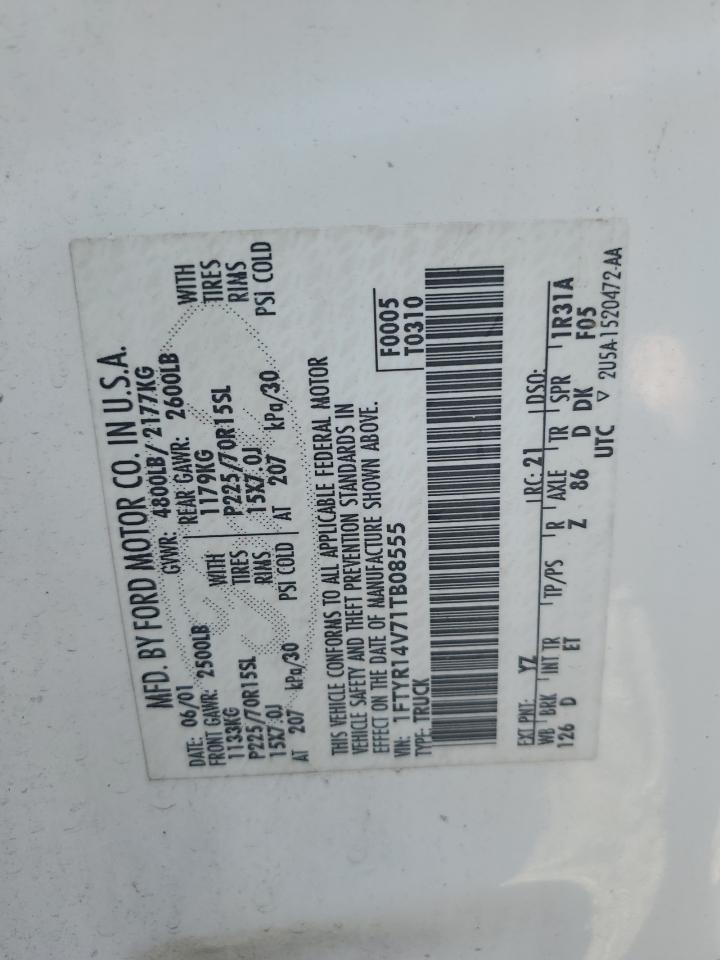 MFD. BY FORD MOTOR CO. IN U.S.A.
DATE: 06/01 GVWR: 4800LB/ 2177KG
FRONT GAWR: 2500LB REAR GAWR: 2600LB
1133KG WITH 1179KG WITH
P225/70R15SL TIRES P225/70R15SL TIRES
15X7.0J RIMS 15X7.0J RIMS
AT 207 kPa/30 PSI COLD AT 207 kPa/30 PSI COLD
THIS VEHICLE CONFORMS TO ALL APPLICABLE FEDERAL MOTOR
VEHICLE SAFETY AND THEFT PREVENTION STANDARDS IN
EFFECT ON THE DATE OF MANUFACTURE SHOWN ABOVE.
VIN: 1FTYR14V71TB08555 F0005
TYPE: TRUCK T0310
EXT PNT: YZ RC: 21 DSO:
WB BRK INT TR TP/PS R AXLE TR SPR 1R31A
126 D ET Z 86 D DK F05
UTC ▽ 2U5A-1520472-AA